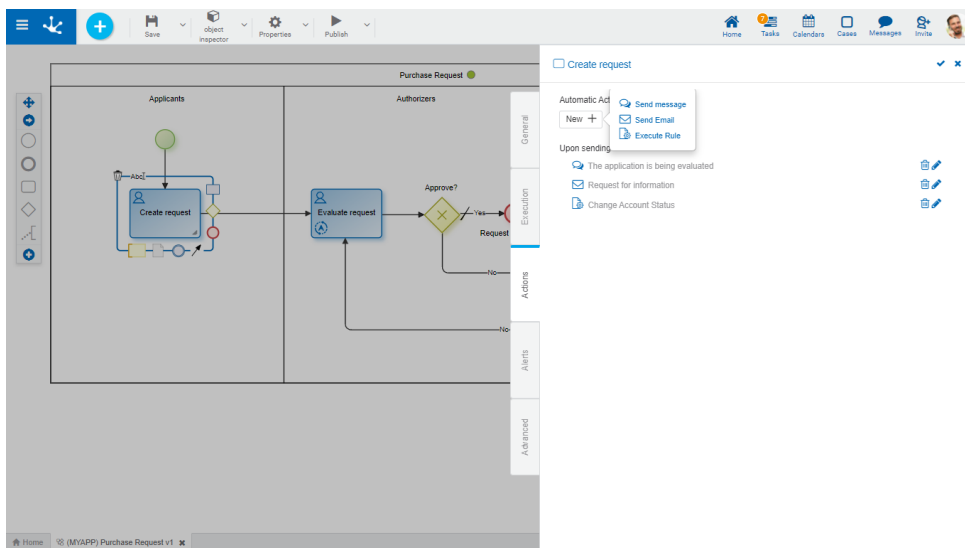 Save
object
inspector
Properties
Publish
Home
7
Tasks
Calendars
Cases
Messages
Invite
Purchase Request
Applicants
Authorizers
Abc
Create request
Evaluate request
Approve?
Yes
Request
No
No
General
Execution
Actions
Alerts
Advanced
Create request
Automatic Act
New +
Send message
Send Email
Execute Rule
Upon sending
The application is being evaluated
Request for information
Change Account Status
Home
(MYAPP) Purchase Request v1